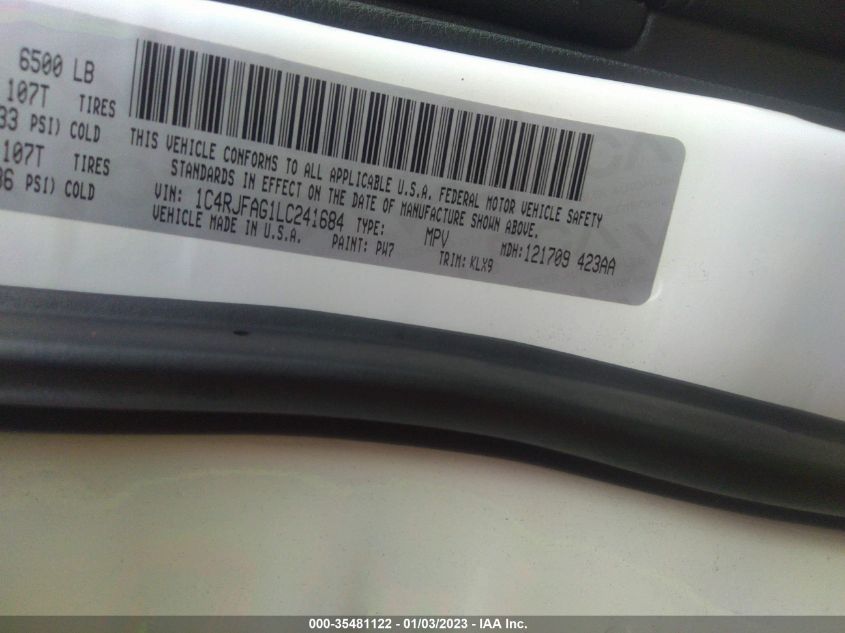 6500 LB
107T TIRES
33 PSI) COLD
107T TIRES
36 PSI) COLD
THIS VEHICLE CONFORMS TO ALL APPLICABLE U.S.A. FEDERAL MOTOR VEHICLE SAFETY
STANDARDS IN EFFECT ON THE DATE OF MANUFACTURE SHOWN ABOVE.
VIN: 1C4RJFAG1LC241684 TYPE: MPV MDH:121709 423AA
VEHICLE MADE IN U.S.A. PAINT: PW7 TRIM: KLX9
000-35481122 - 01/03/2023 - IAA Inc.